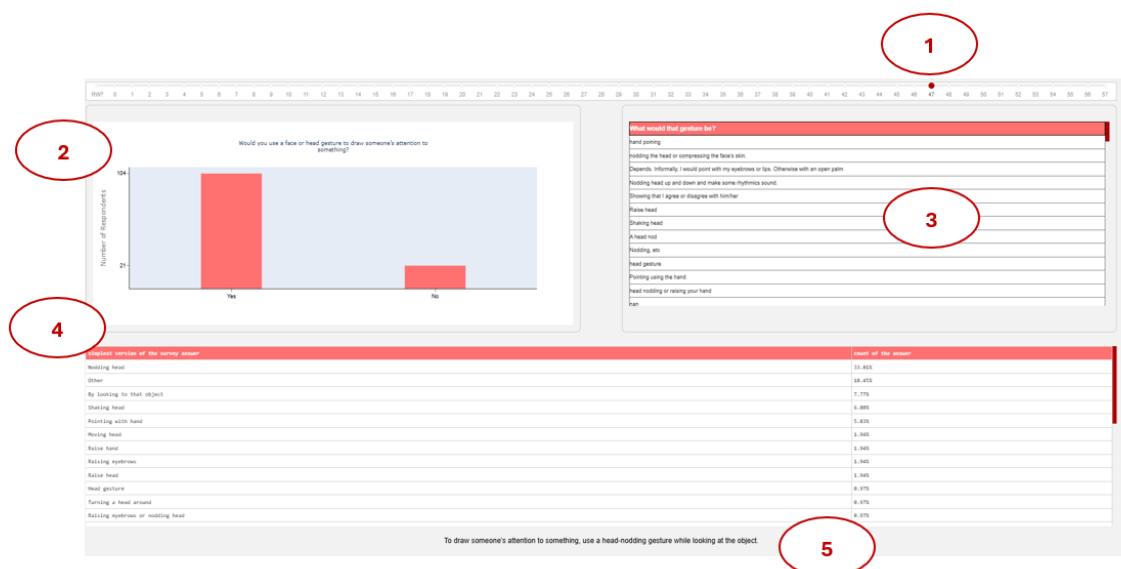 1
RW? 0 1 2 3 4 5 6 7 8 9 10 11 12 13 14 15 16 17 18 19 20 21 22 23 24 25 26 27 28 29 30 31 32 33 34 35 36 37 38 39 40 41 42 43 44 45 46 47 48 49 50 51 52 53 54 55 56 57
2
Would you use a face or head gesture to draw someone's attention to
something?
Number of Respondents
104
21
Yes No
What would that gesture be?
hand poining
nodding the head or compressing the face's skin.
Depends. Informally, I would point with my eyebrows or lips. Otherwise with an open palm
Nodding head up and down and make some rhythmics sound.
Showing that I agree or disagree with him/her
Raise head
Shaking head
A head nod
Nodding, etc
head gesture
Pointing using the hand
head nodding or raising your hand
nan
3
4
simplest version of the survey answer count of the answer
Nodding head 33.01%
Other 18.45%
By looking to that object 7.77%
Shaking head 6.80%
Pointing with hand 5.83%
Moving head 1.94%
Raise hand 1.94%
Raising eyebrows 1.94%
Raise head 1.94%
Head gesture 0.97%
Turning a head around 0.97%
Raising eyebrows or nodding head 0.97%
To draw someone's attention to something, use a head-nodding gesture while looking at the object.
5